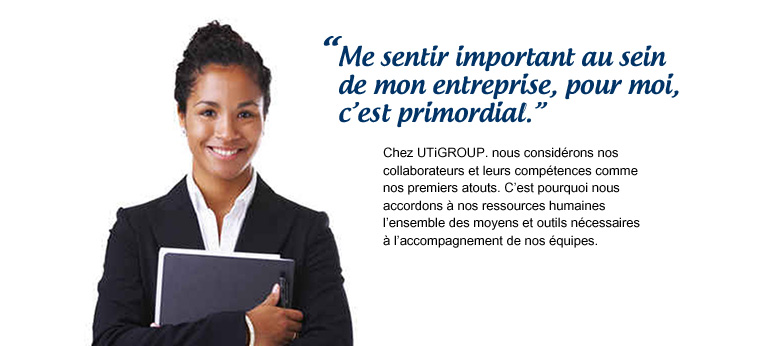 “Me sentir important au sein
de mon entreprise, pour moi,
c’est primordial.”
Chez UTiGROUP. nous considérons nos
collaborateurs et leurs compétences comme
nos premiers atouts. C’est pourquoi nous
accordons à nos ressources humaines
l’ensemble des moyens et outils nécessaires
à l’accompagnement de nos équipes.